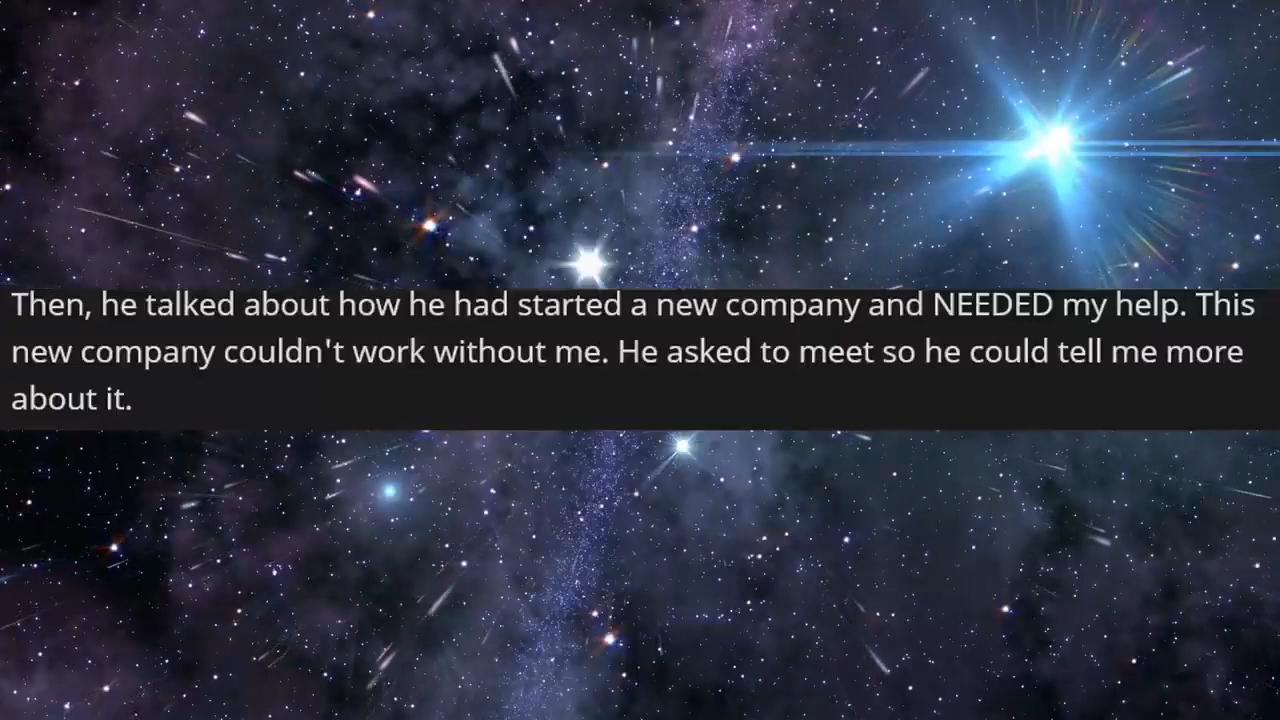 Then, he talked about how he had started a new company and NEEDED my help. This
new company couldn't work without me. He asked to meet so he could tell me more
about it.